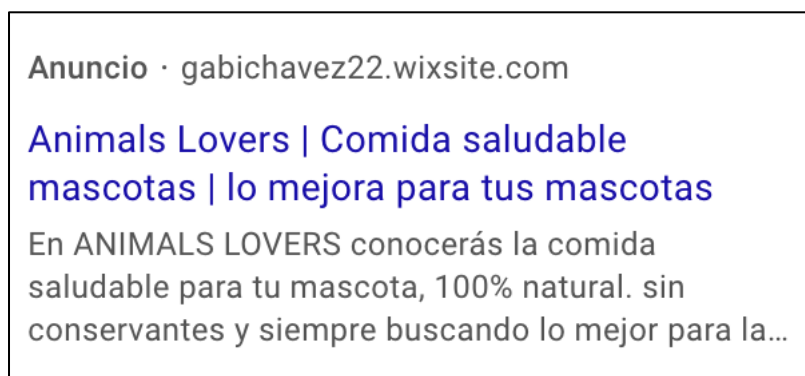 Anuncio · gabichavez22.wixsite.com
Animals Lovers | Comida saludable
mascotas | lo mejora para tus mascotas
En ANIMALS LOVERS conocerás la comida
saludable para tu mascota, 100% natural. sin
conservantes y siempre buscando lo mejor para la...